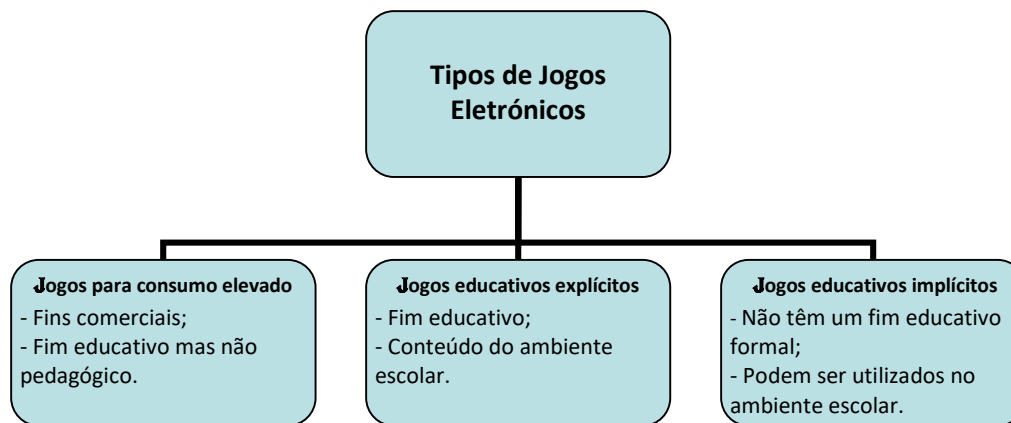 Tipos de Jogos
Eletrónicos
Jogos para consumo elevado
- Fins comerciais;
- Fim educativo mas não
pedagógico.
Jogos educativos explícitos
- Fim educativo;
- Conteúdo do ambiente
escolar.
Jogos educativos implícitos
- Não têm um fim educativo
formal;
- Podem ser utilizados no
ambiente escolar.